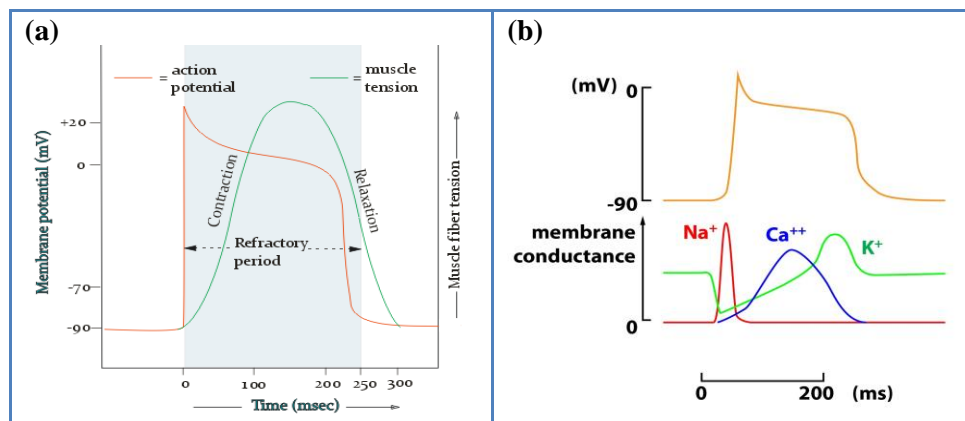 (a)
= action potential
= muscle tension
Membrane potential (mV)
+20
0
-70
-90
Contraction
Relaxation
Refractory period
Muscle fiber tension
0
100
200
250
300
Time (msec)
(b)
(mV)
0
-90
membrane conductance
Na⁺
Ca⁺⁺
K⁺
0
0
200
(ms)